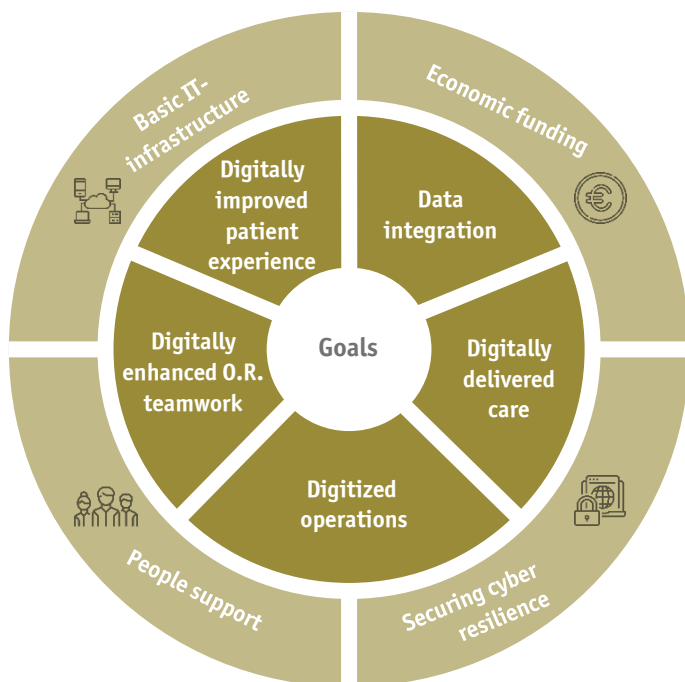 Basic IT-
infrastructure
Economic funding
Digitally
improved
patient
experience
Data
integration
Digitally
enhanced O.R.
teamwork
Goals
Digitally
delivered
care
Digitized
operations
People support
Securing cyber
resilience